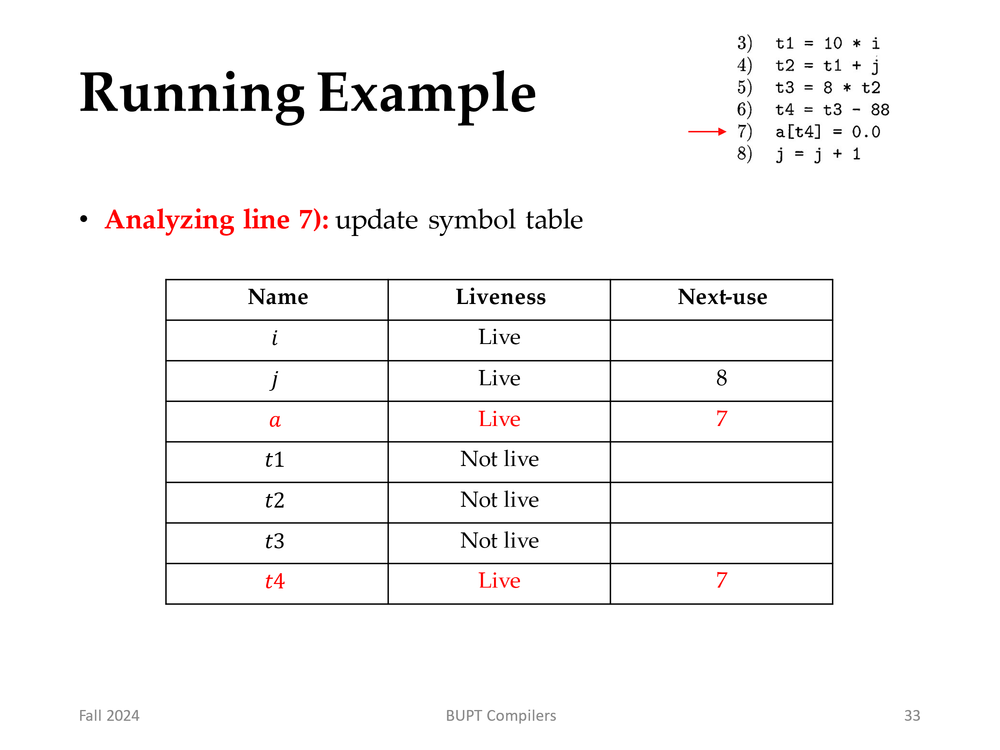 3) t1 = 10 * i
4) t2 = t1 + j
5) t3 = 8 * t2
6) t4 = t3 - 88
7) a[t4] = 0.0
8) j = j + 1
Running Example
• Analyzing line 7): update symbol table
Name Liveness Next-use
i Live
j Live 8
a Live 7
t1 Not live
t2 Not live
t3 Not live
t4 Live 7
Fall 2024 BUPT Compilers 33